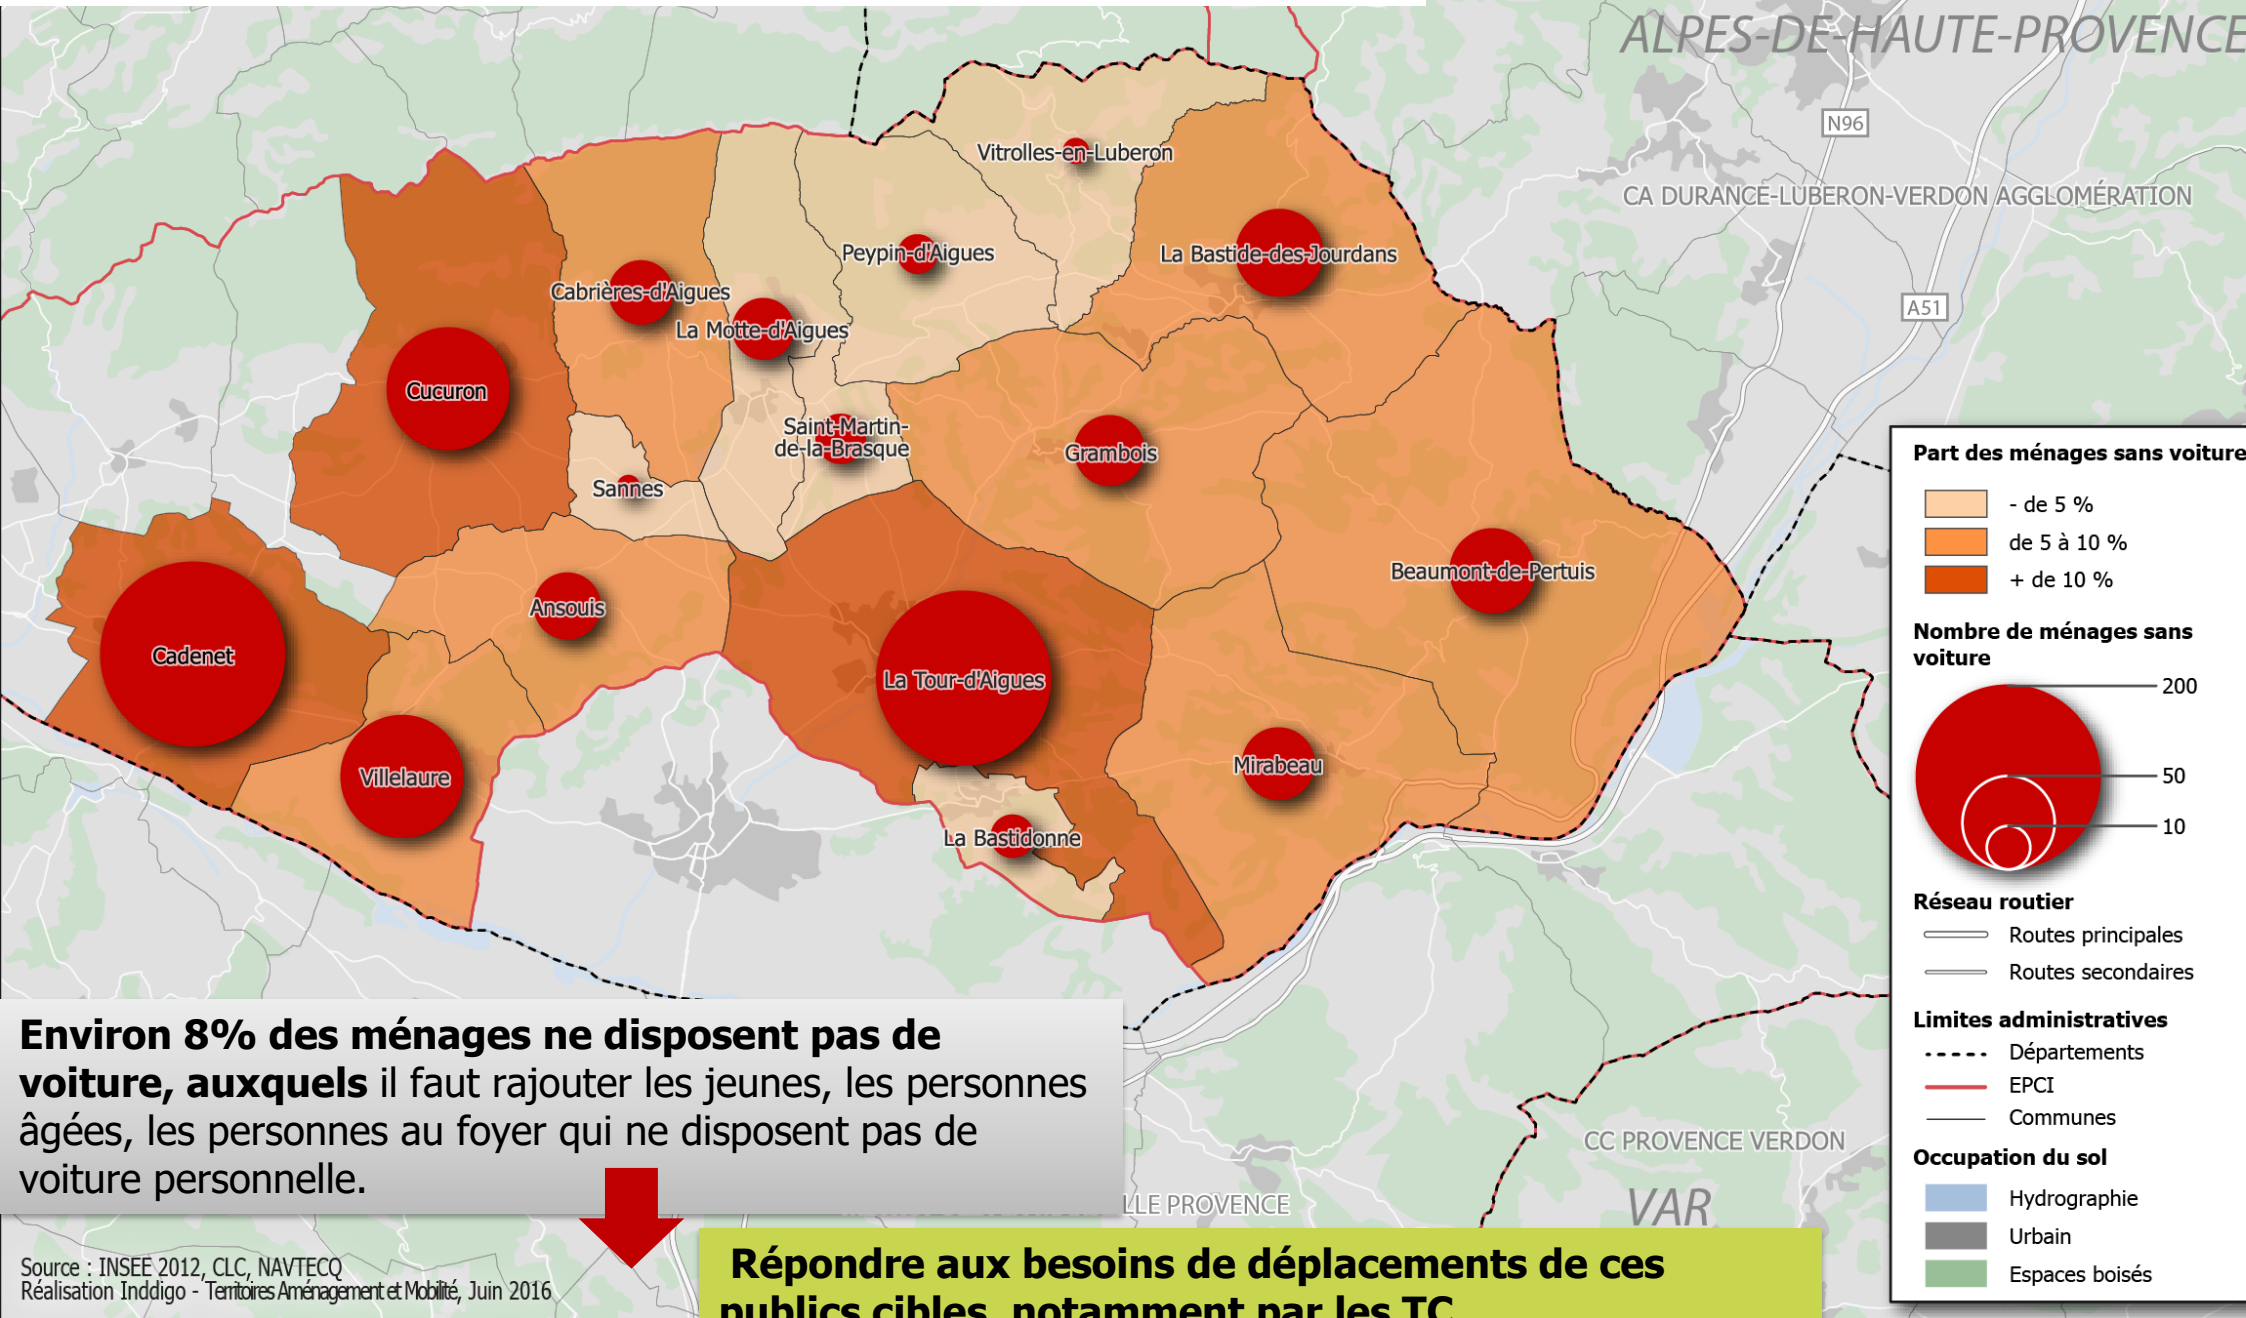 ALPES-DE-HAUTE-PROVENCE
N96
Vitrolles-en-Luberon
CA DURANCE-LUBERON-VERDON AGGLOMÉRATION
Peypin-d'Aigues
La Bastide-des-Jourdans
Cabrières-d'Aigues
A51
La Motte-d'Aigues
Cucuron
Saint-Martin-
de-la-Brasque
Grambois
Sannes
Beaumont-de-Pertuis
Ansouis
Cadenet
La Tour-d'Aigues
Villelaure
Mirabeau
La Bastidonne
Part des ménages sans voiture
- de 5 %
de 5 à 10 %
+ de 10 %
Nombre de ménages sans
voiture
200
50
10
Réseau routier
Routes principales
Routes secondaires
Limites administratives
Départements
EPCI
Communes
Occupation du sol
Hydrographie
Urbain
Espaces boisés
Environ 8% des ménages ne disposent pas de
voiture, auxquels il faut rajouter les jeunes, les personnes
âgées, les personnes au foyer qui ne disposent pas de
voiture personnelle.
CC PROVENCE VERDON
PROVENCE
VAR
Source : INSEE 2012, CLC, NAVTECQ
Réalisation Inddigo - Territoires Aménagement et Mobilité, Juin 2016
Répondre aux besoins de déplacements de ces
publics cibles, notamment par les TC